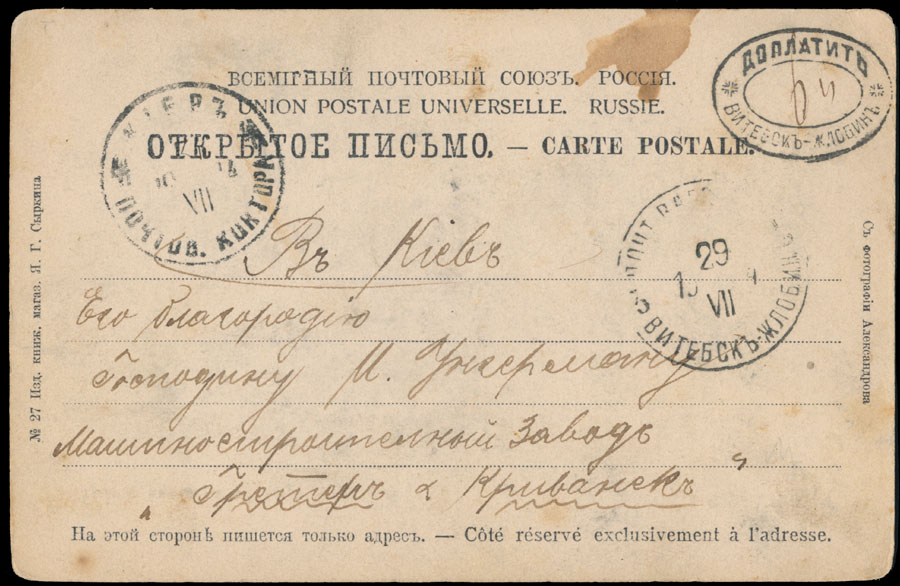 ВСЕМІРНЫЙ ПОЧТОВЫЙ СОЮЗЪ. РОССІЯ.
UNION POSTALE UNIVERSELLE. RUSSIE.
ОТКРЫТОЕ ПИСЬМО. — CARTE POSTALE.
ДОПЛАТИТЬ
ВИТЕБСКЪ-ЖЛОБИНЪ
КІЕВЪ
VII
ПОЧТОВ. КОНТОРА
29
VII
ВИТЕБСКЪ-ЖЛОБИНЪ
Въ Кіевъ
Его благородію
Господину М. Унгерману
Машиностроителный Заводъ
„Гретеръ & Криванекъ“
На этой сторонѣ пишется только адресъ. — Côté réservé exclusivement à l'adresse.
№ 27 Изд. книж. магаз. Я. Г. Сыркина
Съ Фотографіи Александрова